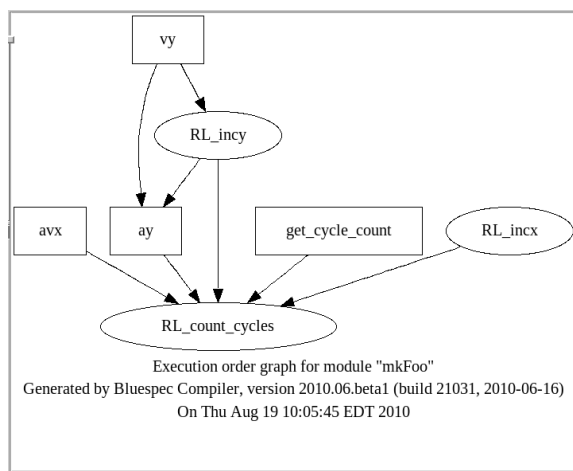 vy
RL_incy
avx
ay
get_cycle_count
RL_incx
RL_count_cycles
Execution order graph for module "mkFoo"
Generated by Bluespec Compiler, version 2010.06.beta1 (build 21031, 2010-06-16)
On Thu Aug 19 10:05:45 EDT 2010